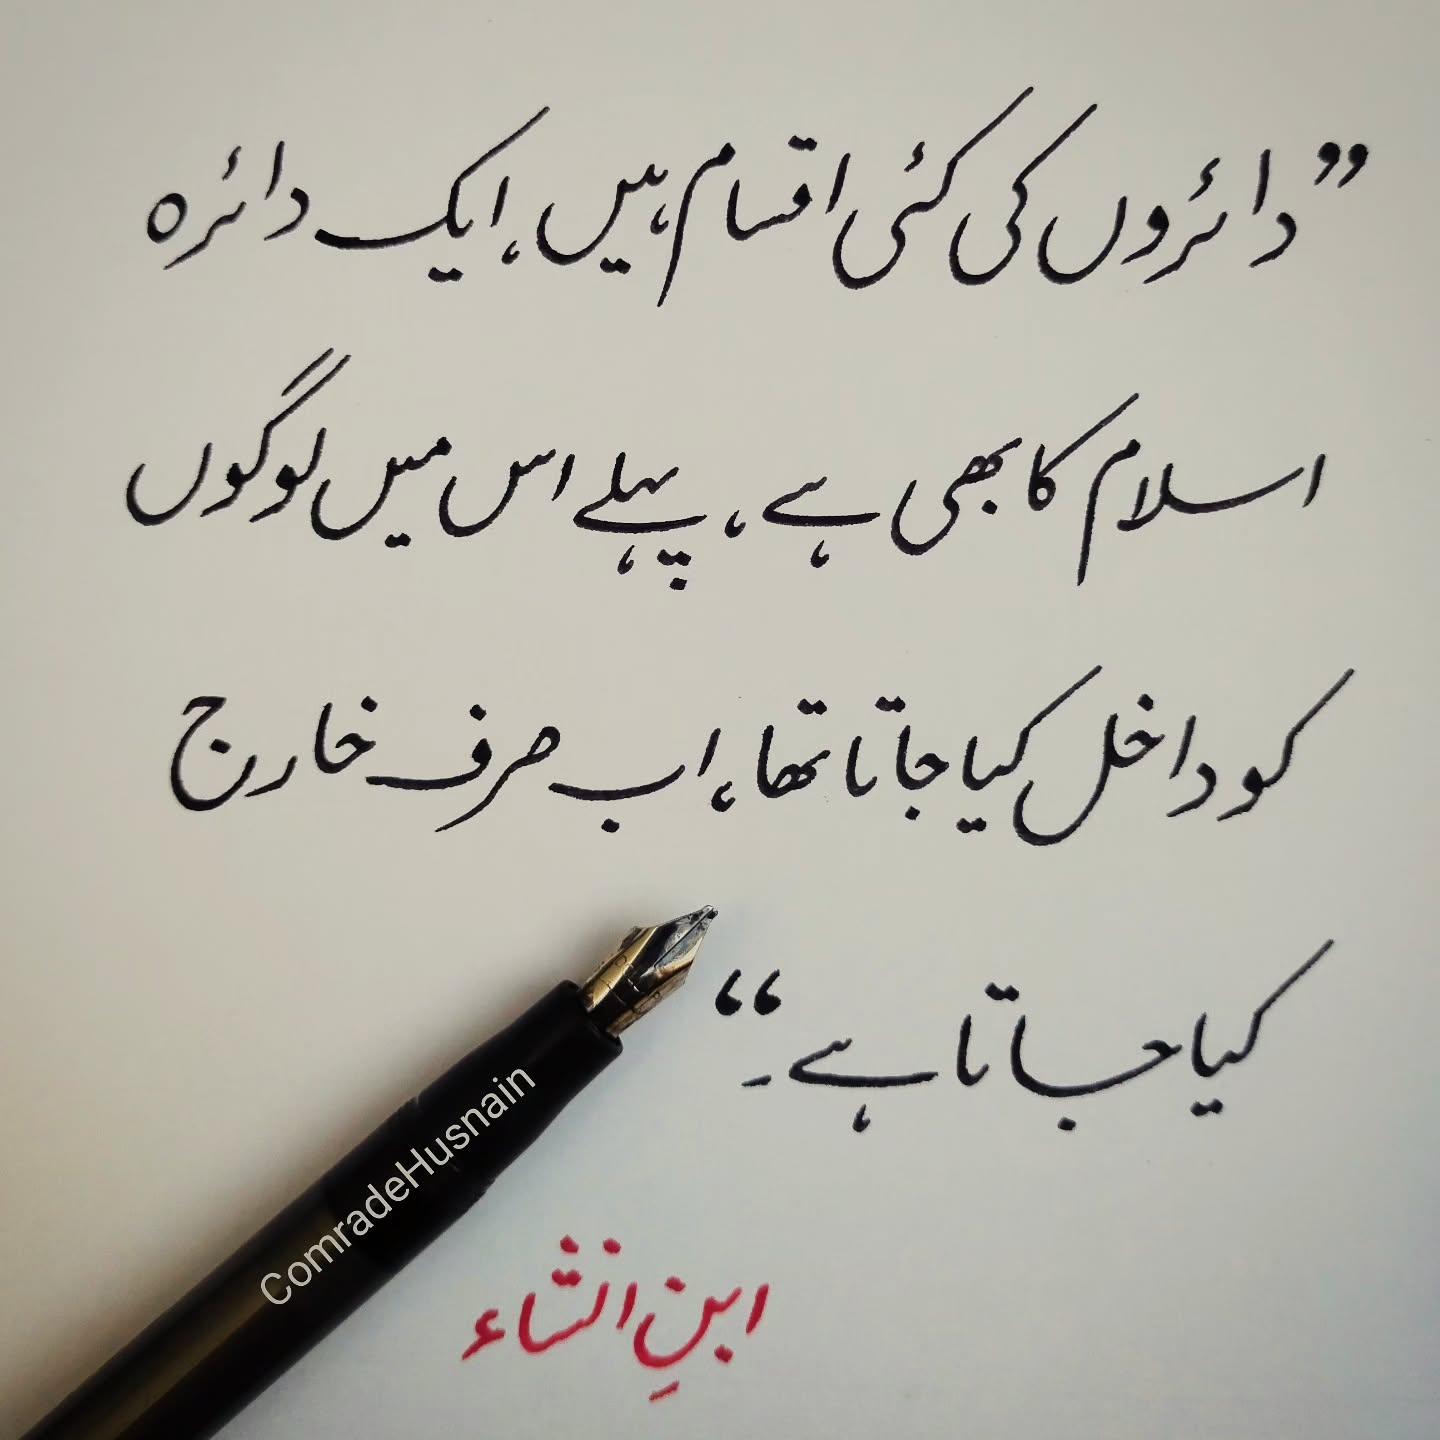 ”دائروں کی کئی اقسام ہیں، ایک دائرہ
اسلام کا بھی ہے، پہلے اس میں لوگوں
کو داخل کیا جاتا تھا، اب صرف خارج
کیا جاتا ہے۔“
ComradeHusnain
ابنِ انشاء